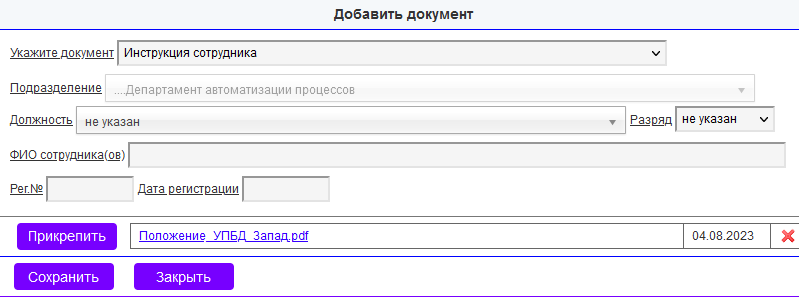 Добавить документ
Укажите документ Инструкция сотрудника
Подразделение ....Департамент автоматизации процессов
Должность не указан Разряд не указан
ФИО сотрудника(ов)
Рег.№ Дата регистрации
Прикрепить Положение_УПБД_Запад.pdf 04.08.2023
Сохранить Закрыть